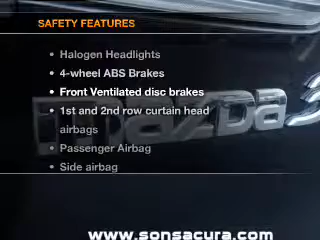 SAFETY FEATURES
• Halogen Headlights
• 4-wheel ABS Brakes
• Front Ventilated disc brakes
• 1st and 2nd row curtain head
airbags
• Passenger Airbag
• Side airbag
mazda3
www.sonsacura.com